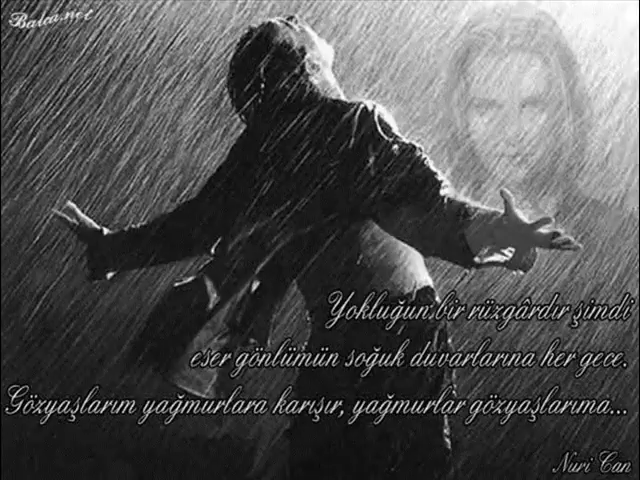 Balca.net
Yokluğun bir rüzgârdır şimdi
eser gönlümün soğuk duvarlarına her gece.
Gözyaşlarım yağmurlara karışır, yağmurlar gözyaşlarıma...
Nuri Can